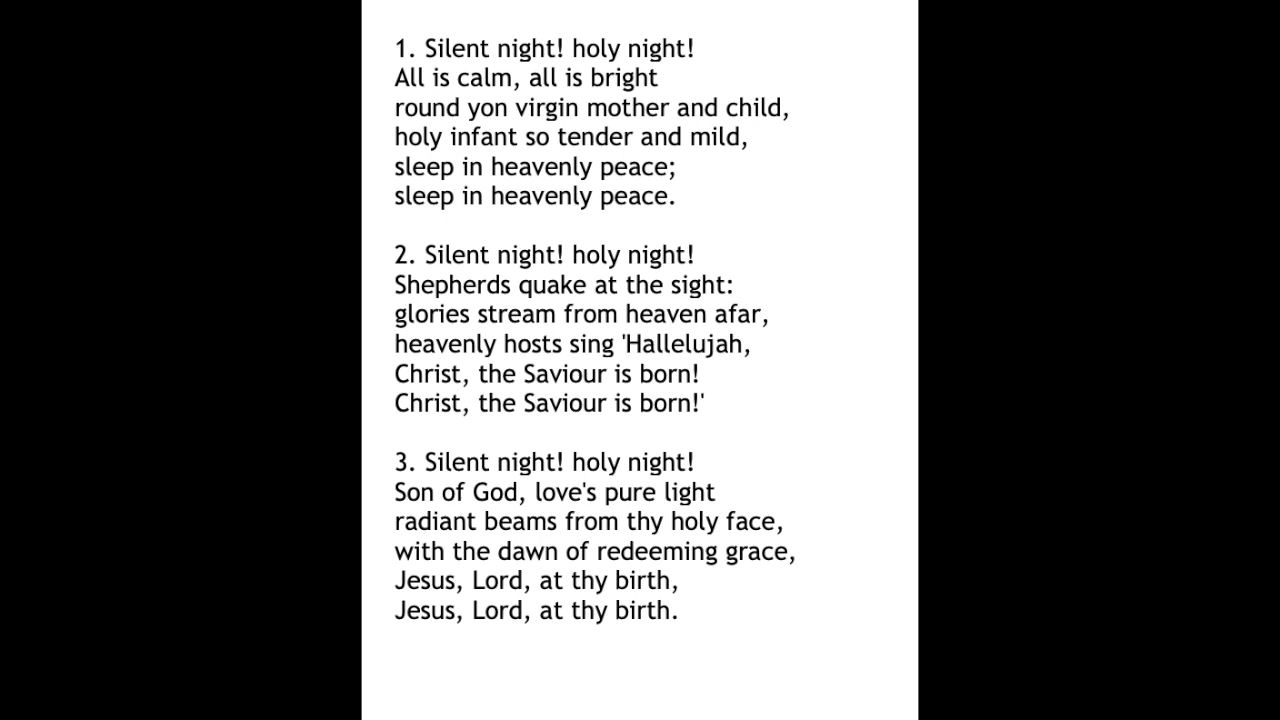 1. Silent night! holy night!
All is calm, all is bright
round yon virgin mother and child,
holy infant so tender and mild,
sleep in heavenly peace;
sleep in heavenly peace.
2. Silent night! holy night!
Shepherds quake at the sight:
glories stream from heaven afar,
heavenly hosts sing 'Hallelujah,
Christ, the Saviour is born!
Christ, the Saviour is born!'
3. Silent night! holy night!
Son of God, love's pure light
radiant beams from thy holy face,
with the dawn of redeeming grace,
Jesus, Lord, at thy birth,
Jesus, Lord, at thy birth.